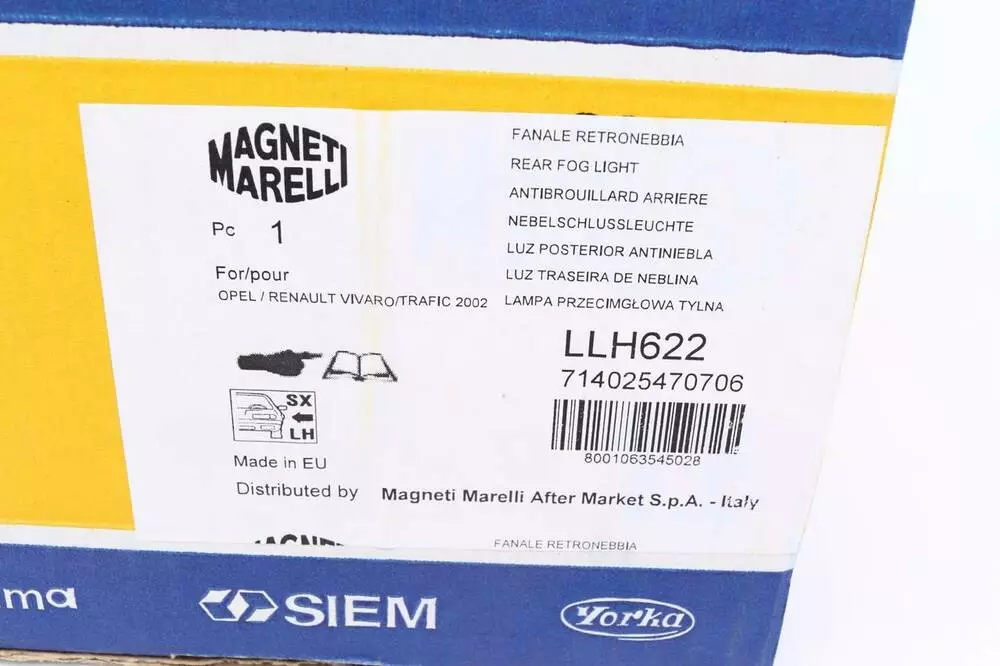 MAGNETI
MARELLI
Pc 1
For/pour
OPEL / RENAULT VIVARO/TRAFIC 2002
FANALE RETRONEBBIA
REAR FOG LIGHT
ANTIBROUILLARD ARRIERE
NEBELSCHLUSSLEUCHTE
LUZ POSTERIOR ANTINIEBLA
LUZ TRASEIRA DE NEBLINA
LAMPA PRZECIMGŁOWA TYLNA
LLH622
714025470706
8001063545028
SX
LH
Made in EU
Distributed by Magneti Marelli After Market S.p.A. - Italy
FANALE RETRONEBBIA
SIEM
Yorka